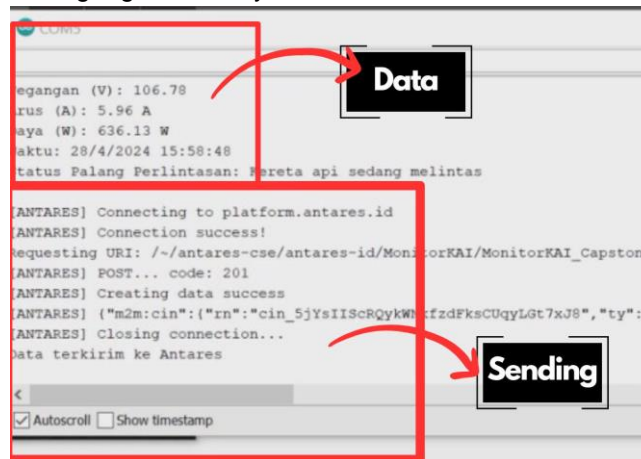 COM5
egangan (V): 106.78
rus (A): 5.96 A
aya (W): 636.13 W
aktu: 28/4/2024 15:58:48
tatus Palang Perlintasan: Kereta api sedang melintas
[ANTARES] Connecting to platform.antares.id
[ANTARES] Connection success!
Requesting URI: /~/antares-cse/antares-id/MonitorKAI/MonitorKAI_Capston
[ANTARES] POST... code: 201
[ANTARES] Creating data success
[ANTARES] {"m2m:cin":{"rn":" ","ty":
[ANTARES] Closing connection...
Data terkirim ke Antares
Autoscroll Show timestamp
Data
Sending